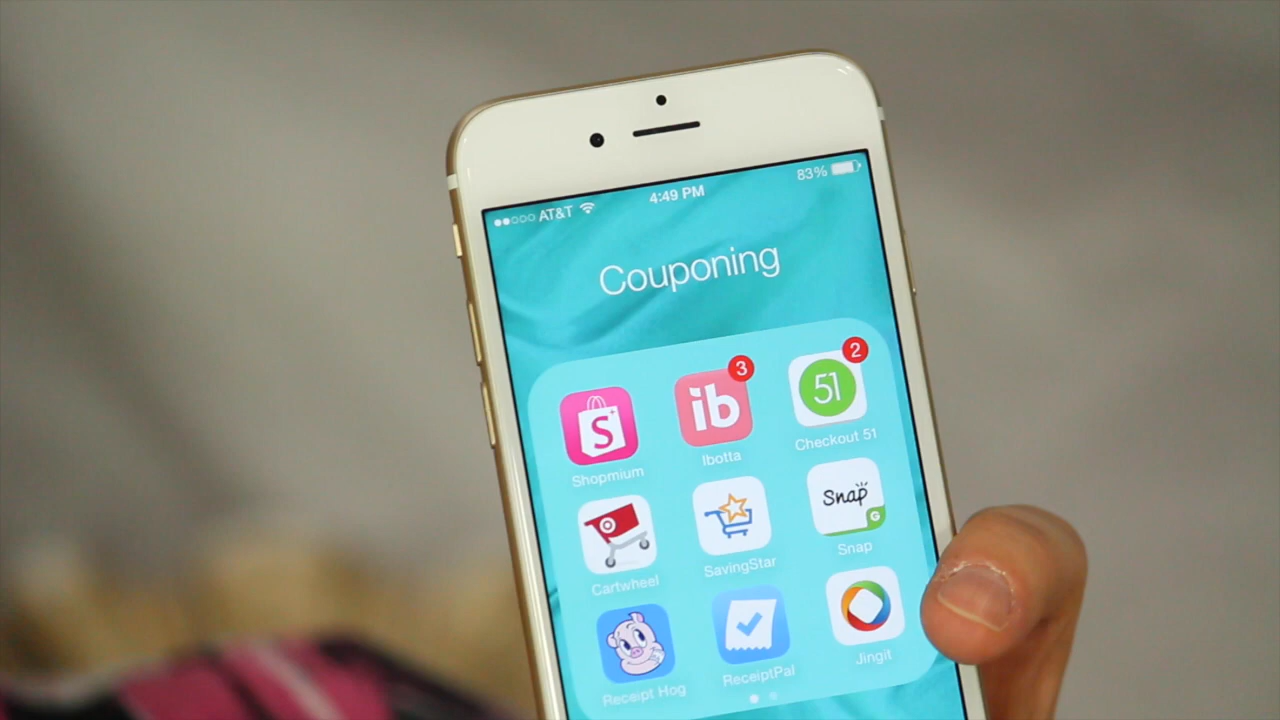 AT&T 4:49 PM 83%
Couponing
3 2
S ib 51
Shopmium Ibotta Checkout 51
Snap G
Cartwheel SavingStar Snap
Receipt Hog ReceiptPal Jingit